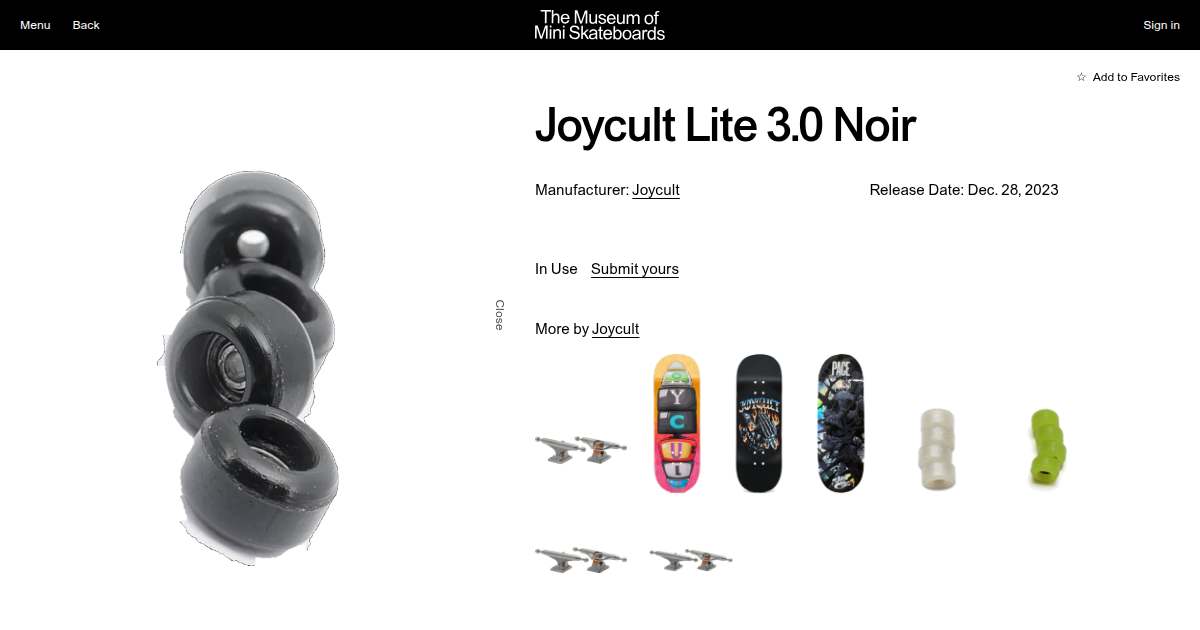 Menu
Back
The Museum of
Mini Skateboards
Sign in
☆ Add to Favorites
Joycult Lite 3.0 Noir
Manufacturer: Joycult
Release Date: Dec. 28, 2023
In Use
Submit yours
Close
More by Joycult
Y
C
U
L
PACE